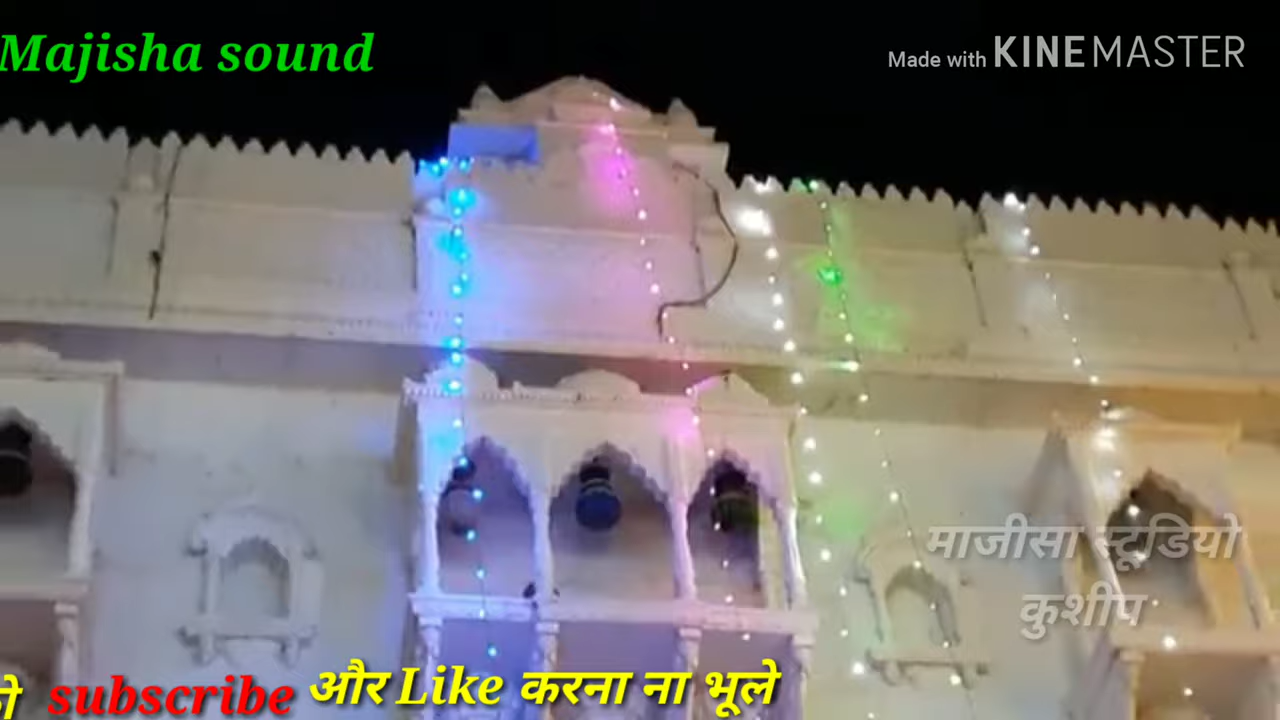 Majisha sound
Made with KINEMASTER
माजीसा स्टूडियो
कुशीप
subscribe और Like करना ना भूले